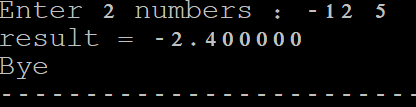 Enter 2 numbers : -12 5
result = -2.400000
Bye
--------------------------------